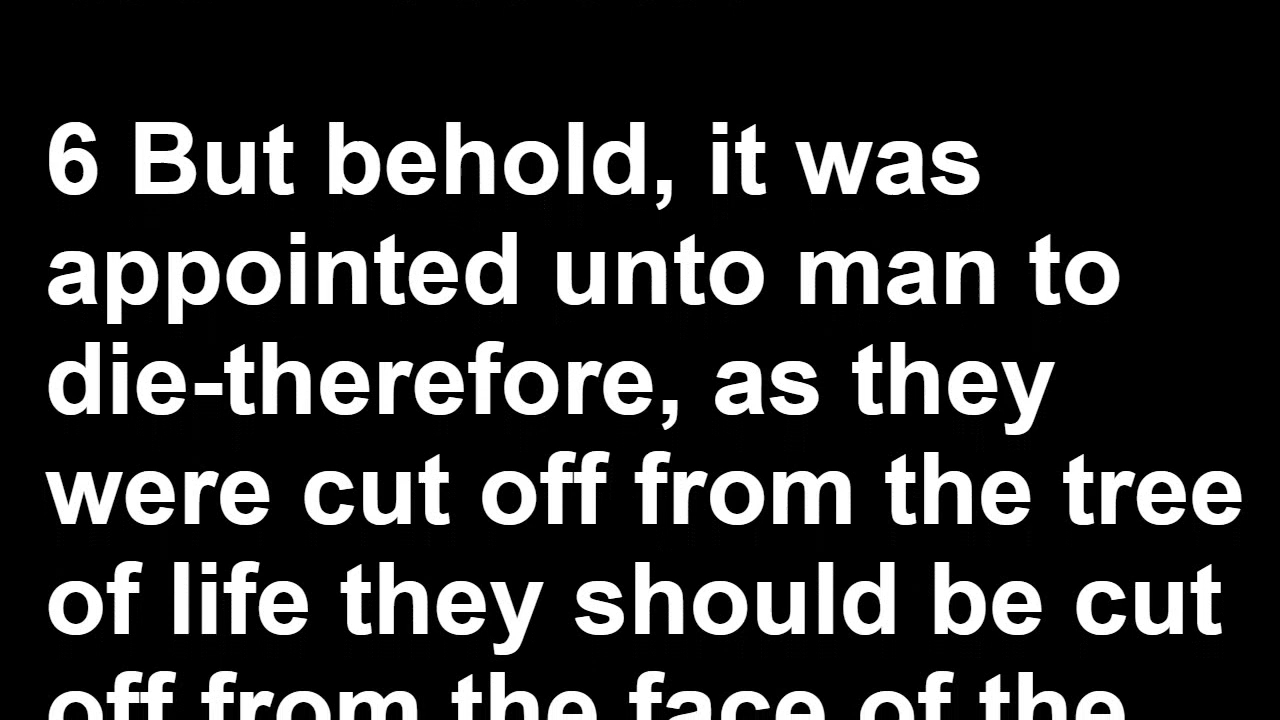 6 But behold, it was
appointed unto man to
die-therefore, as they
were cut off from the tree
of life they should be cut
off from the face of the